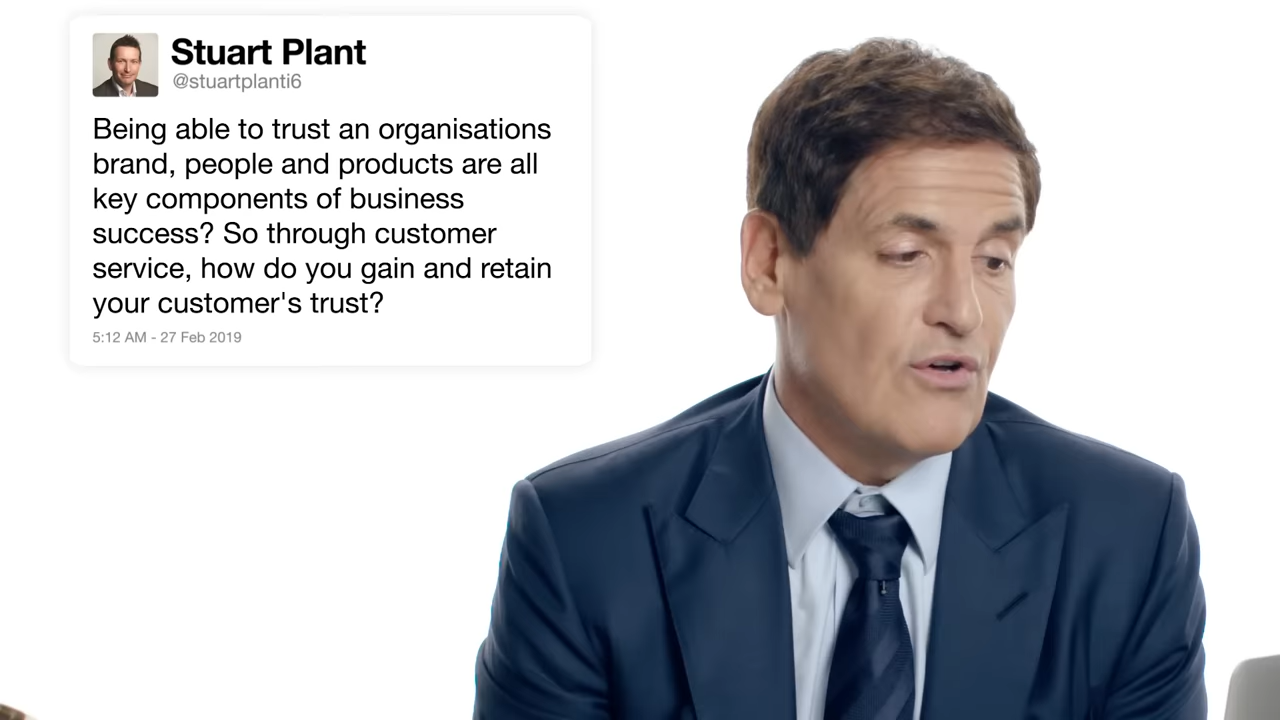 Stuart Plant
@stuartplanti6
Being able to trust an organisations
brand, people and products are all
key components of business
success? So through customer
service, how do you gain and retain
your customer's trust?
5:12 AM - 27 Feb 2019